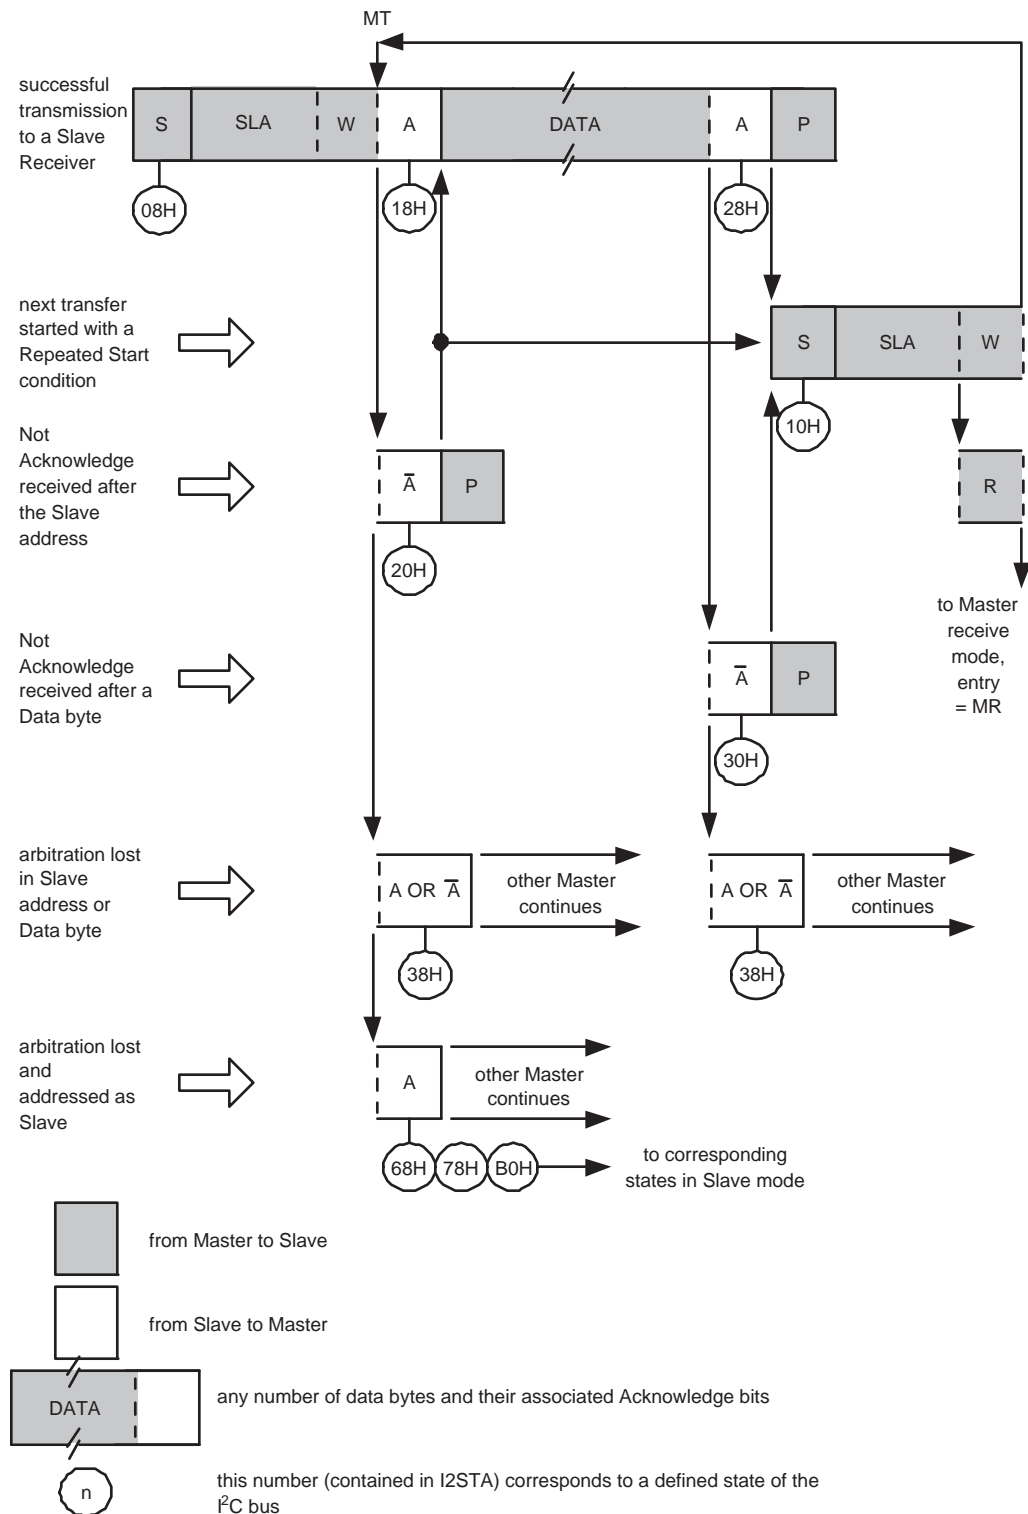 MT
successful
transmission
to a Slave
Receiver
S SLA W A DATA A P
08H 18H 28H
next transfer
started with a
Repeated Start
condition
S SLA W
10H
Not
Acknowledge
received after
the Slave
address
A̅ P
R
20H
to Master
receive
mode,
entry
= MR
Not
Acknowledge
received after a
Data byte
A̅ P
30H
arbitration lost
in Slave
address or
Data byte
A OR A̅
other Master
continues
A OR A̅
other Master
continues
38H 38H
arbitration lost
and
addressed as
Slave
A
other Master
continues
68H 78H B0H
to corresponding
states in Slave mode
from Master to Slave
from Slave to Master
DATA
any number of data bytes and their associated Acknowledge bits
n
this number (contained in I2STA) corresponds to a defined state of the
I²C bus